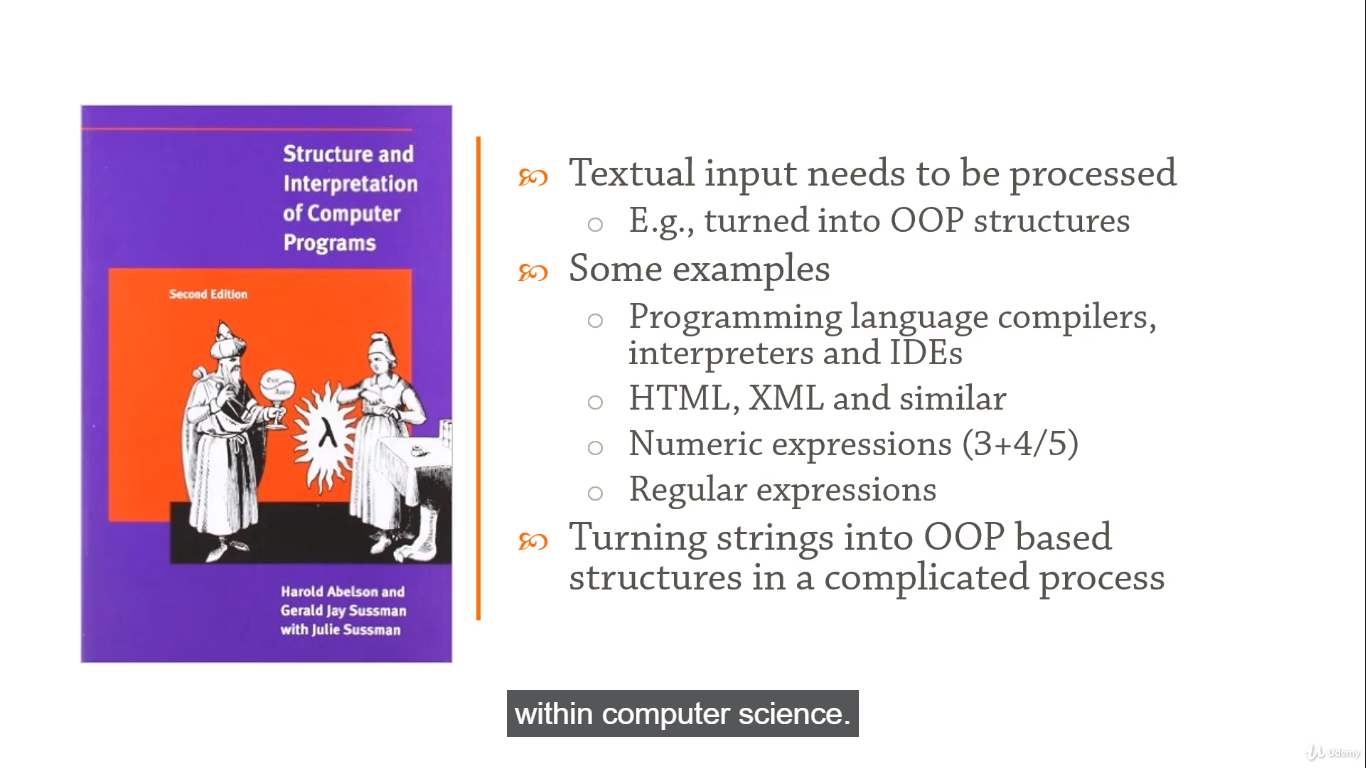 Structure and
Interpretation
of Computer
Programs
Second Edition
λ
Harold Abelson and
Gerald Jay Sussman
with Julie Sussman
Textual input needs to be processed
E.g., turned into OOP structures
Some examples
Programming language compilers,
interpreters and IDEs
HTML, XML and similar
Numeric expressions (3+4/5)
Regular expressions
Turning strings into OOP based
structures in a complicated process
within computer science.
Udemy